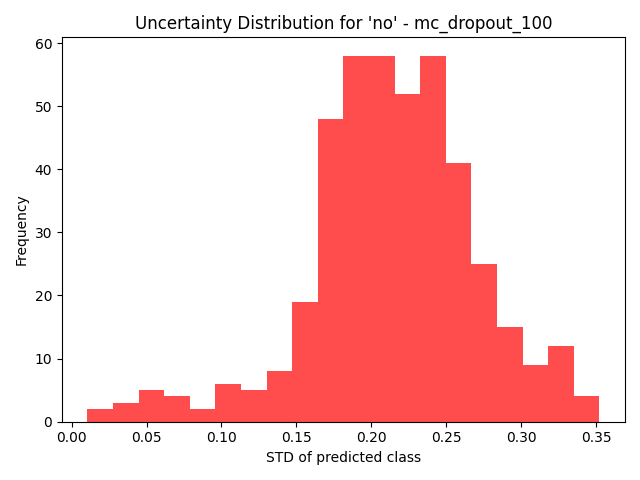 Uncertainty Distribution for 'no' - mc_dropout_100
60
50
40
30
20
10
0
Frequency
0.00 0.05 0.10 0.15 0.20 0.25 0.30 0.35
STD of predicted class